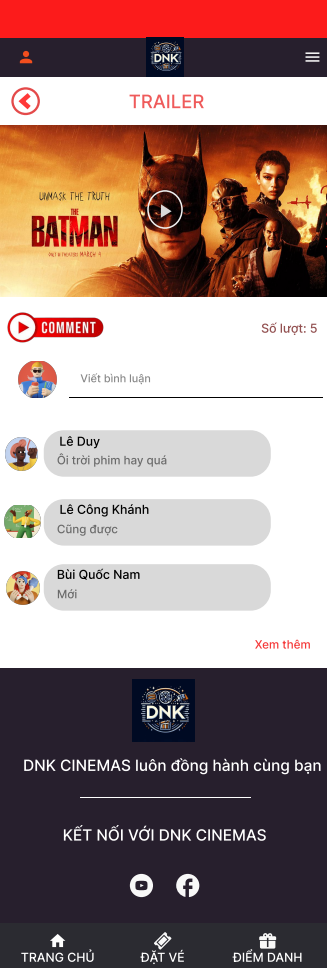 DNK
TRAILER
UNMASK THE TRUTH
THE
BATMAN
ONLY IN THEATERS MARCH 4
COMMENT
Số lượt: 5
Viết bình luận
Lê Duy
Ôi trời phim hay quá
Lê Công Khánh
Cũng được
Bùi Quốc Nam
Mới
Xem thêm
DNK
DNK CINEMAS luôn đồng hành cùng bạn
KẾT NỐI VỚI DNK CINEMAS
TRANG CHỦ ĐẶT VÉ ĐIỂM DANH